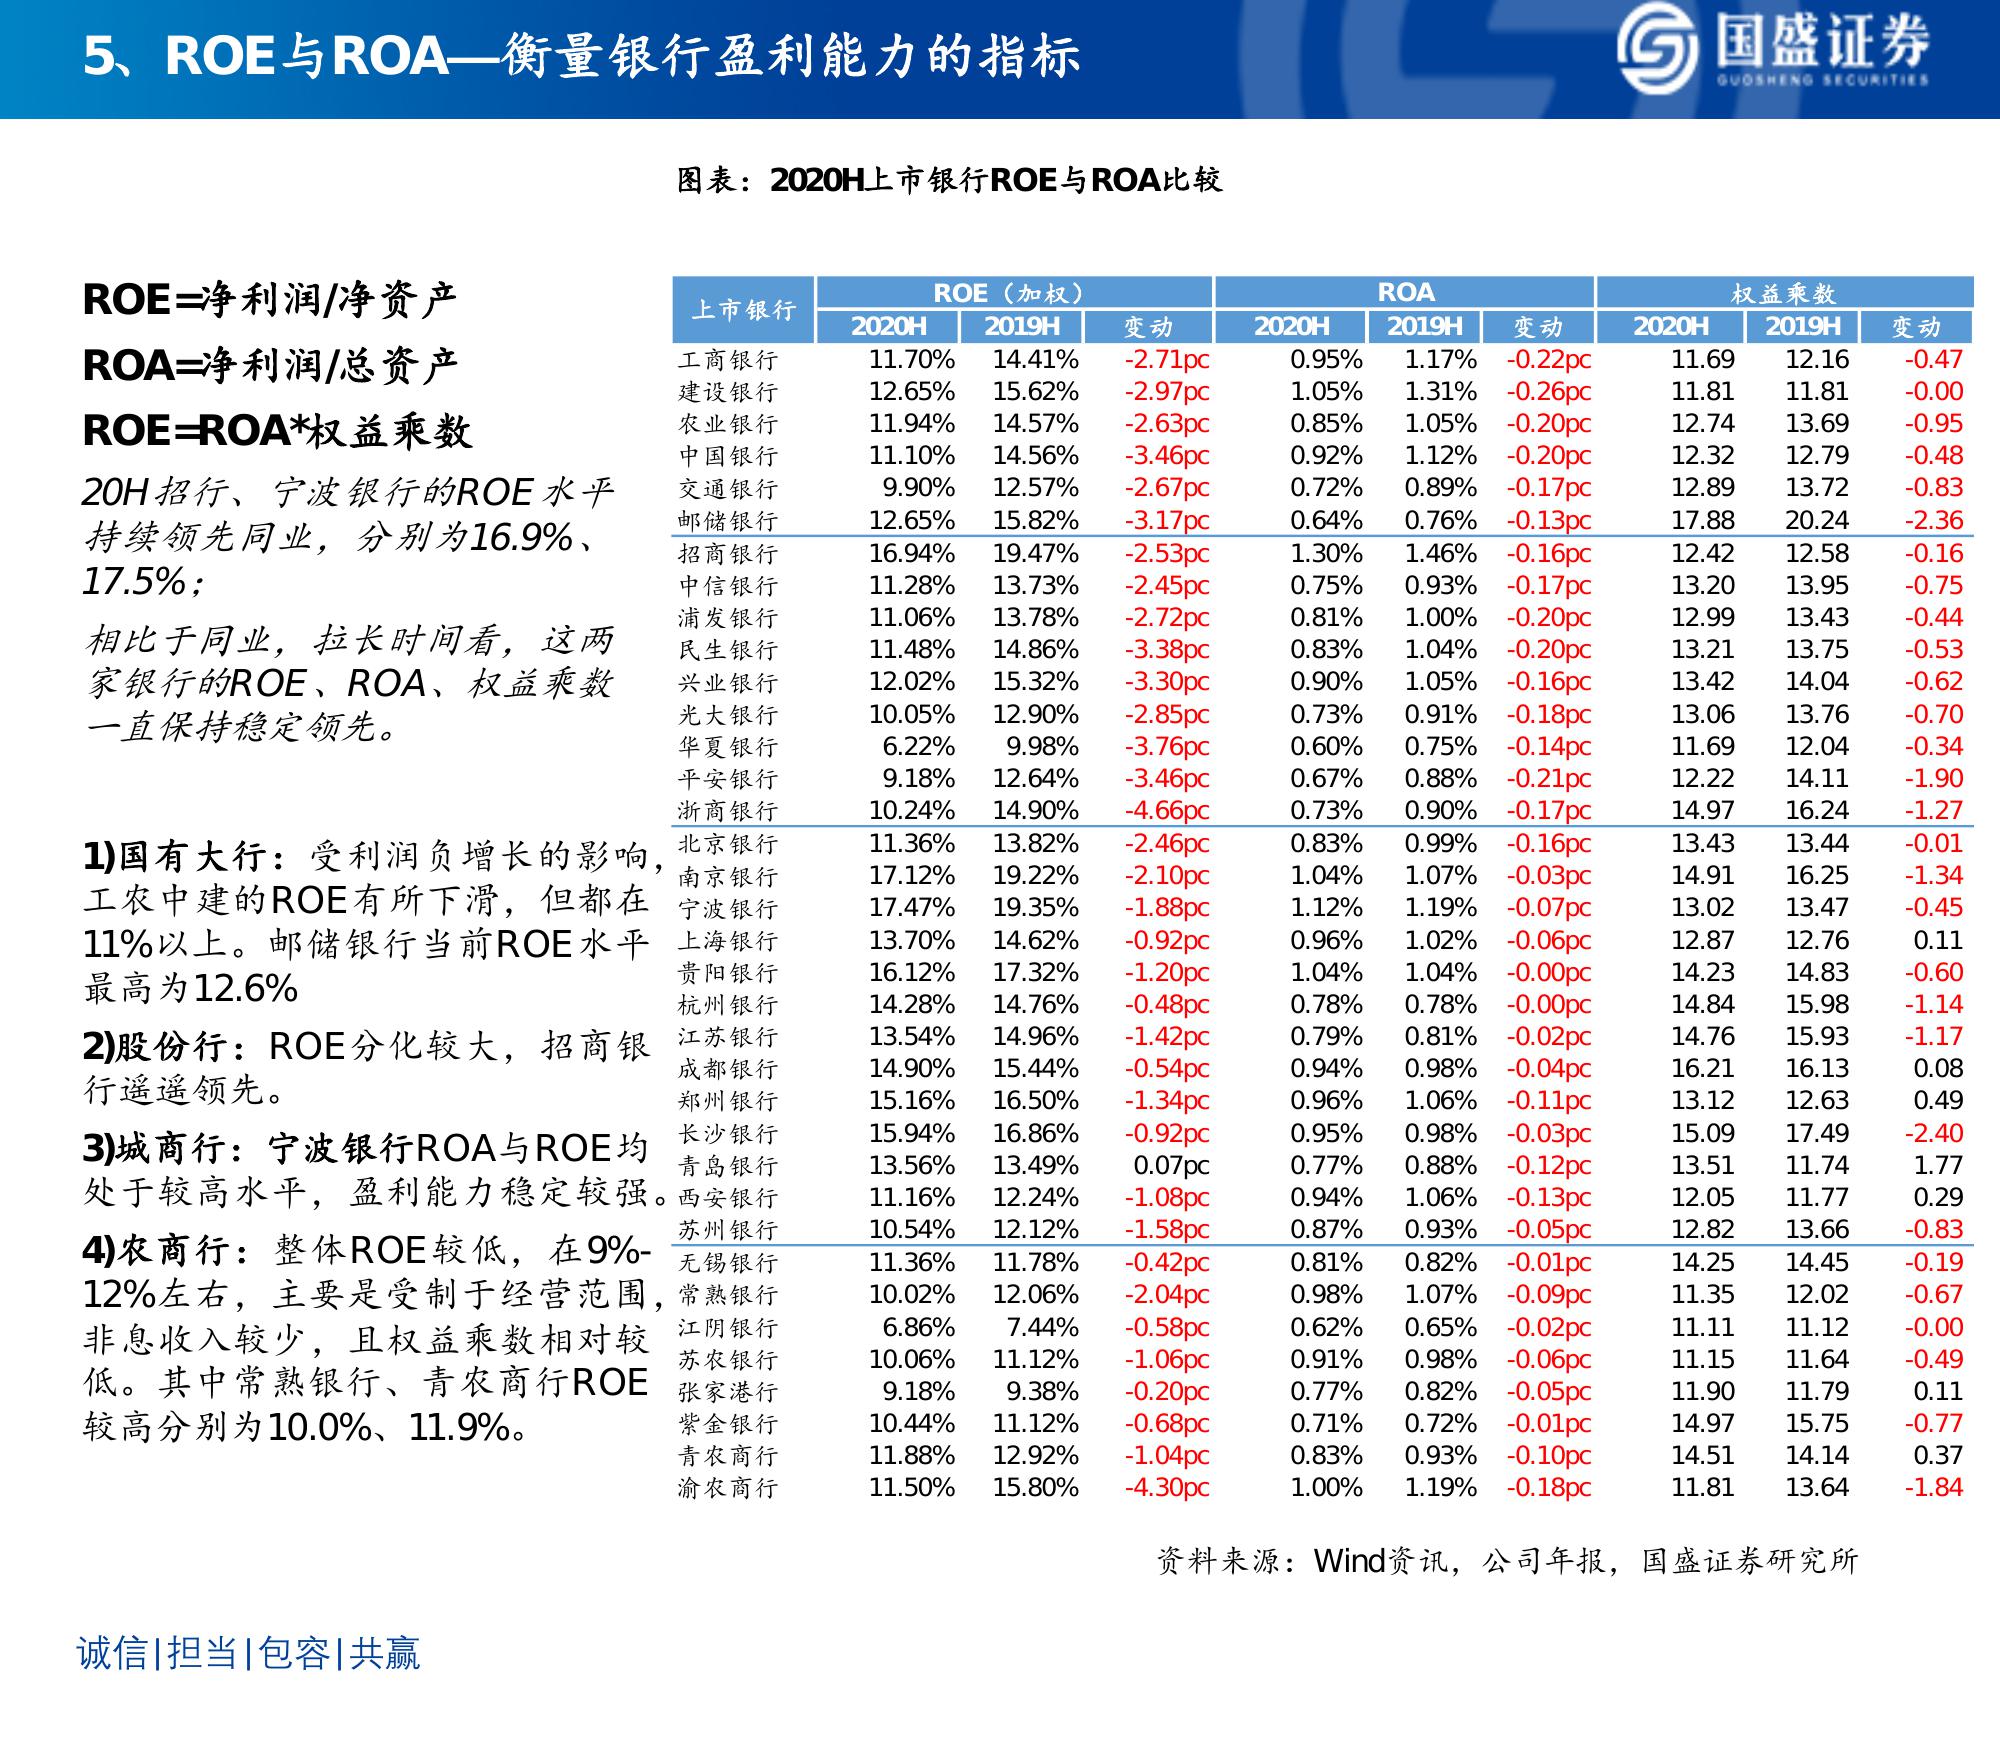 5、ROE与ROA—衡量银行盈利能力的指标
国盛证券
GUOSHENG SECURITIES
图表：2020H上市银行ROE与ROA比较
ROE=净利润/净资产
ROA=净利润/总资产
ROE=ROA*权益乘数
20H招行、宁波银行的ROE水平
持续领先同业，分别为16.9%、
17.5%；
相比于同业，拉长时间看，这两
家银行的ROE、ROA、权益乘数
一直保持稳定领先。
1)国有大行：受利润负增长的影响，
工农中建的ROE有所下滑，但都在
11%以上。邮储银行当前ROE水平
最高为12.6%
2)股份行：ROE分化较大，招商银
行遥遥领先。
3)城商行：宁波银行ROA与ROE均
处于较高水平，盈利能力稳定较强。
4)农商行：整体ROE较低，在9%-
12%左右，主要是受制于经营范围，
非息收入较少，且权益乘数相对较
低。其中常熟银行、青农商行ROE
较高分别为10.0%、11.9%。
上市银行 ROE（加权） ROA 权益乘数
2020H 2019H 变动 2020H 2019H 变动 2020H 2019H 变动
工商银行 11.70% 14.41% -2.71pc 0.95% 1.17% -0.22pc 11.69 12.16 -0.47
建设银行 12.65% 15.62% -2.97pc 1.05% 1.31% -0.26pc 11.81 11.81 -0.00
农业银行 11.94% 14.57% -2.63pc 0.85% 1.05% -0.20pc 12.74 13.69 -0.95
中国银行 11.10% 14.56% -3.46pc 0.92% 1.12% -0.20pc 12.32 12.79 -0.48
交通银行 9.90% 12.57% -2.67pc 0.72% 0.89% -0.17pc 12.89 13.72 -0.83
邮储银行 12.65% 15.82% -3.17pc 0.64% 0.76% -0.13pc 17.88 20.24 -2.36
招商银行 16.94% 19.47% -2.53pc 1.30% 1.46% -0.16pc 12.42 12.58 -0.16
中信银行 11.28% 13.73% -2.45pc 0.75% 0.93% -0.17pc 13.20 13.95 -0.75
浦发银行 11.06% 13.78% -2.72pc 0.81% 1.00% -0.20pc 12.99 13.43 -0.44
民生银行 11.48% 14.86% -3.38pc 0.83% 1.04% -0.20pc 13.21 13.75 -0.53
兴业银行 12.02% 15.32% -3.30pc 0.90% 1.05% -0.16pc 13.42 14.04 -0.62
光大银行 10.05% 12.90% -2.85pc 0.73% 0.91% -0.18pc 13.06 13.76 -0.70
华夏银行 6.22% 9.98% -3.76pc 0.60% 0.75% -0.14pc 11.69 12.04 -0.34
平安银行 9.18% 12.64% -3.46pc 0.67% 0.88% -0.21pc 12.22 14.11 -1.90
浙商银行 10.24% 14.90% -4.66pc 0.73% 0.90% -0.17pc 14.97 16.24 -1.27
北京银行 11.36% 13.82% -2.46pc 0.83% 0.99% -0.16pc 13.43 13.44 -0.01
南京银行 17.12% 19.22% -2.10pc 1.04% 1.07% -0.03pc 14.91 16.25 -1.34
宁波银行 17.47% 19.35% -1.88pc 1.12% 1.19% -0.07pc 13.02 13.47 -0.45
上海银行 13.70% 14.62% -0.92pc 0.96% 1.02% -0.06pc 12.87 12.76 0.11
贵阳银行 16.12% 17.32% -1.20pc 1.04% 1.04% -0.00pc 14.23 14.83 -0.60
杭州银行 14.28% 14.76% -0.48pc 0.78% 0.78% -0.00pc 14.84 15.98 -1.14
江苏银行 13.54% 14.96% -1.42pc 0.79% 0.81% -0.02pc 14.76 15.93 -1.17
成都银行 14.90% 15.44% -0.54pc 0.94% 0.98% -0.04pc 16.21 16.13 0.08
郑州银行 15.16% 16.50% -1.34pc 0.96% 1.06% -0.11pc 13.12 12.63 0.49
长沙银行 15.94% 16.86% -0.92pc 0.95% 0.98% -0.03pc 15.09 17.49 -2.40
青岛银行 13.56% 13.49% 0.07pc 0.77% 0.88% -0.12pc 13.51 11.74 1.77
西安银行 11.16% 12.24% -1.08pc 0.94% 1.06% -0.13pc 12.05 11.77 0.29
苏州银行 10.54% 12.12% -1.58pc 0.87% 0.93% -0.05pc 12.82 13.66 -0.83
无锡银行 11.36% 11.78% -0.42pc 0.81% 0.82% -0.01pc 14.25 14.45 -0.19
常熟银行 10.02% 12.06% -2.04pc 0.98% 1.07% -0.09pc 11.35 12.02 -0.67
江阴银行 6.86% 7.44% -0.58pc 0.62% 0.65% -0.02pc 11.11 11.12 -0.00
苏农银行 10.06% 11.12% -1.06pc 0.91% 0.98% -0.06pc 11.15 11.64 -0.49
张家港行 9.18% 9.38% -0.20pc 0.77% 0.82% -0.05pc 11.90 11.79 0.11
紫金银行 10.44% 11.12% -0.68pc 0.71% 0.72% -0.01pc 14.97 15.75 -0.77
青农商行 11.88% 12.92% -1.04pc 0.83% 0.93% -0.10pc 14.51 14.14 0.37
渝农商行 11.50% 15.80% -4.30pc 1.00% 1.19% -0.18pc 11.81 13.64 -1.84
资料来源：Wind资讯，公司年报，国盛证券研究所
诚信|担当|包容|共赢